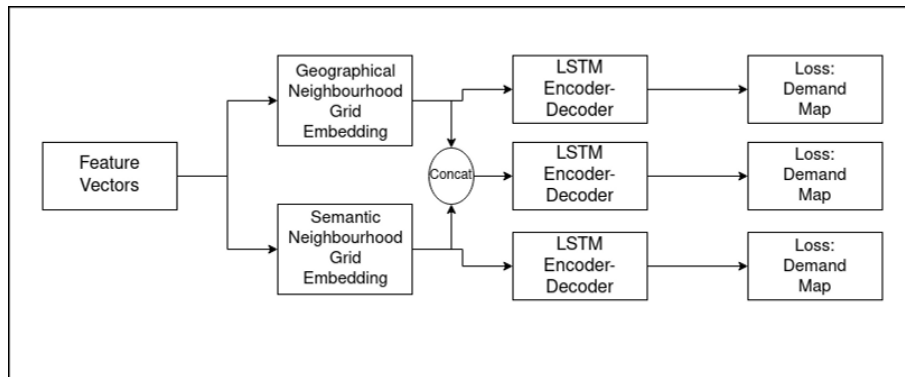 Feature
Vectors
Geographical
Neighbourhood
Grid
Embedding
Semantic
Neighbourhood
Grid
Embedding
Concat
LSTM
Encoder-
Decoder
LSTM
Encoder-
Decoder
LSTM
Encoder-
Decoder
Loss:
Demand
Map
Loss:
Demand
Map
Loss:
Demand
Map